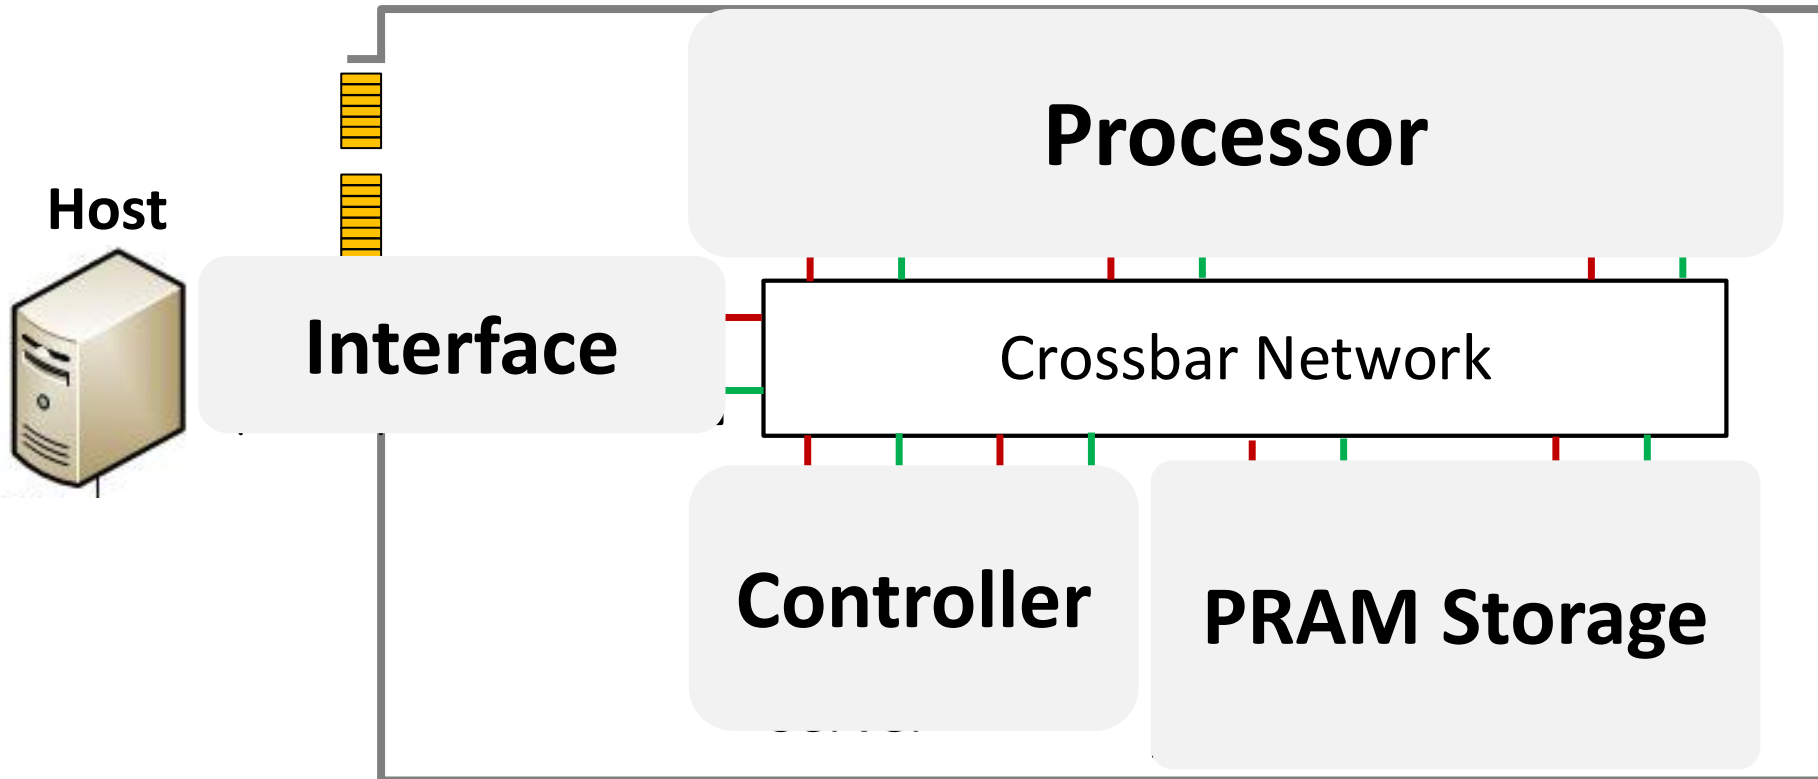 Processor
Host
Interface
Crossbar Network
Controller
PRAM Storage